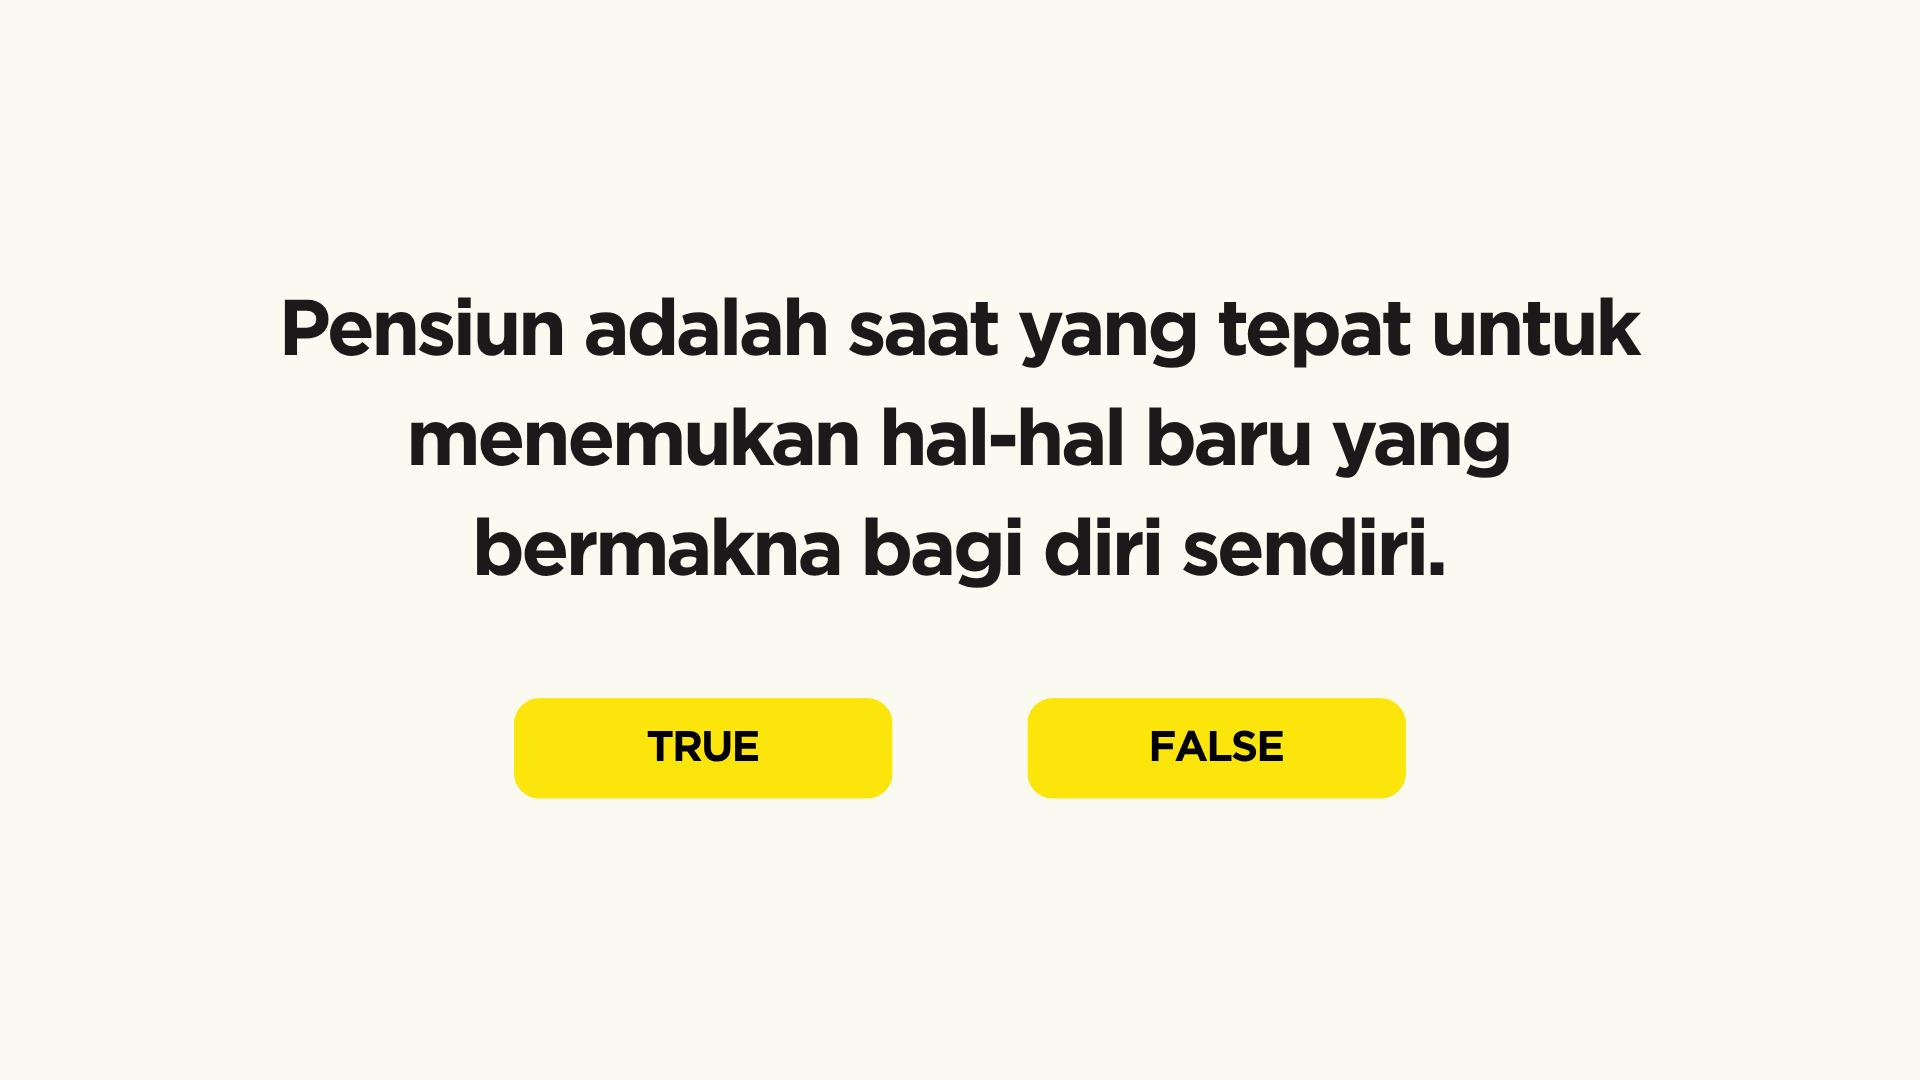 Pensiun adalah saat yang tepat untuk
menemukan hal-hal baru yang
bermakna bagi diri sendiri.
TRUE
FALSE